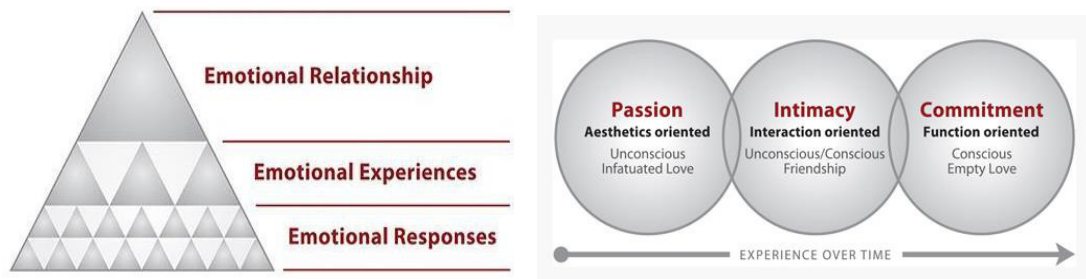 Emotional Relationship
Emotional Experiences
Emotional Responses
Passion
Aesthetics oriented
Unconscious
Infatuated Love
Intimacy
Interaction oriented
Unconscious/Conscious
Friendship
Commitment
Function oriented
Conscious
Empty Love
EXPERIENCE OVER TIME